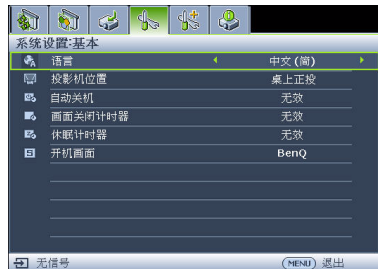 系统设置:基本
语言 中文 (简)
投影机位置 桌上正投
自动关机 无效
画面关闭计时器 无效
休眠计时器 无效
开机画面 BenQ
无信号 MENU 退出